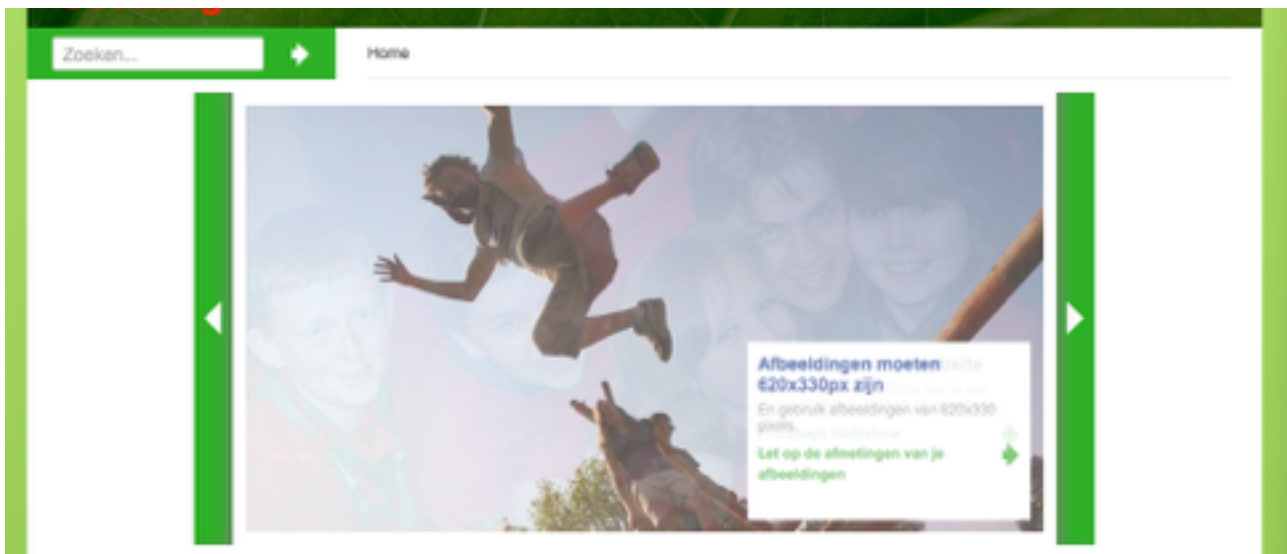 Zoeken...
Home
Afbeeldingen moeten
620x330px zijn
En gebruik afbeeldingen van 620x330
pixels.
Slideshow
Let op de afmetingen van je
afbeeldingen